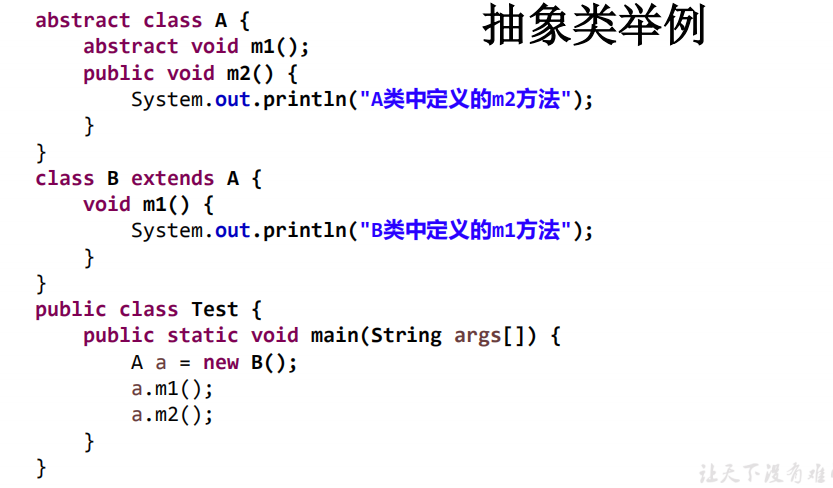 抽象类举例
abstract class A {
    abstract void m1();
    public void m2() {
        System.out.println("A类中定义的m2方法");
    }
}
class B extends A {
    void m1() {
        System.out.println("B类中定义的m1方法");
    }
}
public class Test {
    public static void main(String args[]) {
        A a = new B();
        a.m1();
        a.m2();
    }
}
让天下没有难